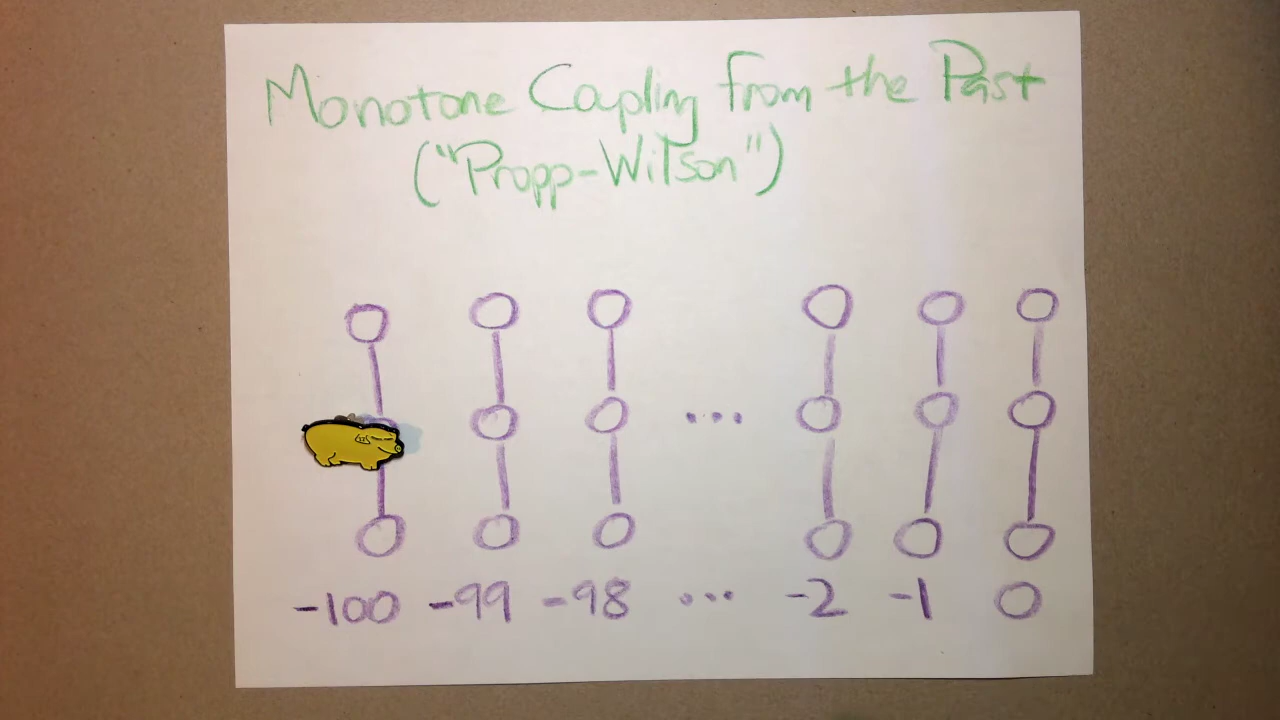 Monotone Coupling from the Past
("Propp-Wilson")
...
-100 -99 -98 ... -2 -1 0